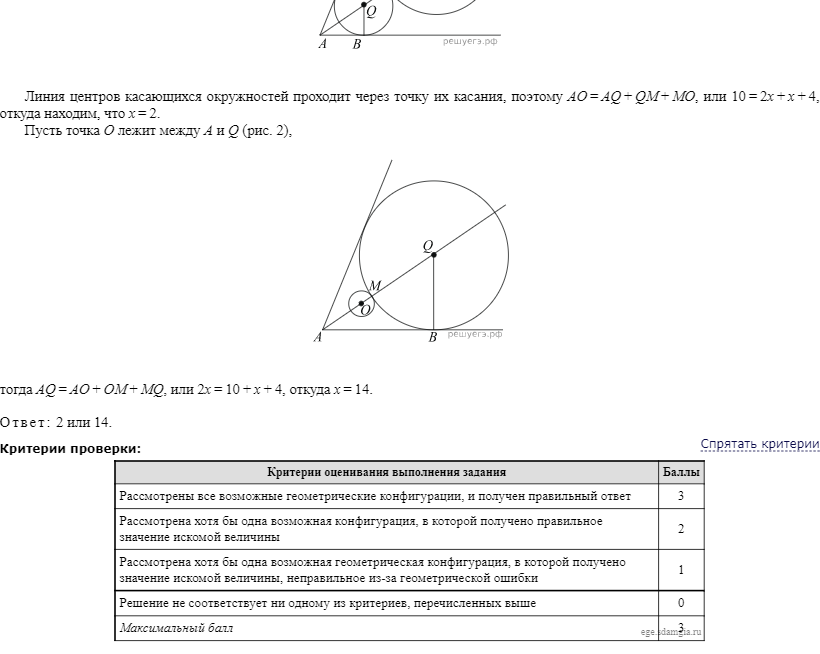 Q
A B решуегэ.рф
Линия центров касающихся окружностей проходит через точку их касания, поэтому AO = AQ + QM + MO, или 10 = 2x + x + 4,
откуда находим, что x = 2.
Пусть точка O лежит между A и Q (рис. 2),
Q
M
O
A B решуегэ.рф
тогда AQ = AO + OM + MQ, или 2x = 10 + x + 4, откуда x = 14.
Ответ: 2 или 14.
Спрятать критерии
Критерии проверки:
Критерии оценивания выполнения задания Баллы
Рассмотрены все возможные геометрические конфигурации, и получен правильный ответ 3
Рассмотрена хотя бы одна возможная конфигурация, в которой получено правильное
значение искомой величины 2
Рассмотрена хотя бы одна возможная геометрическая конфигурация, в которой получено
значение искомой величины, неправильное из-за геометрической ошибки 1
Решение не соответствует ни одному из критериев, перечисленных выше 0
Максимальный балл 3
ege.sdamgia.ru